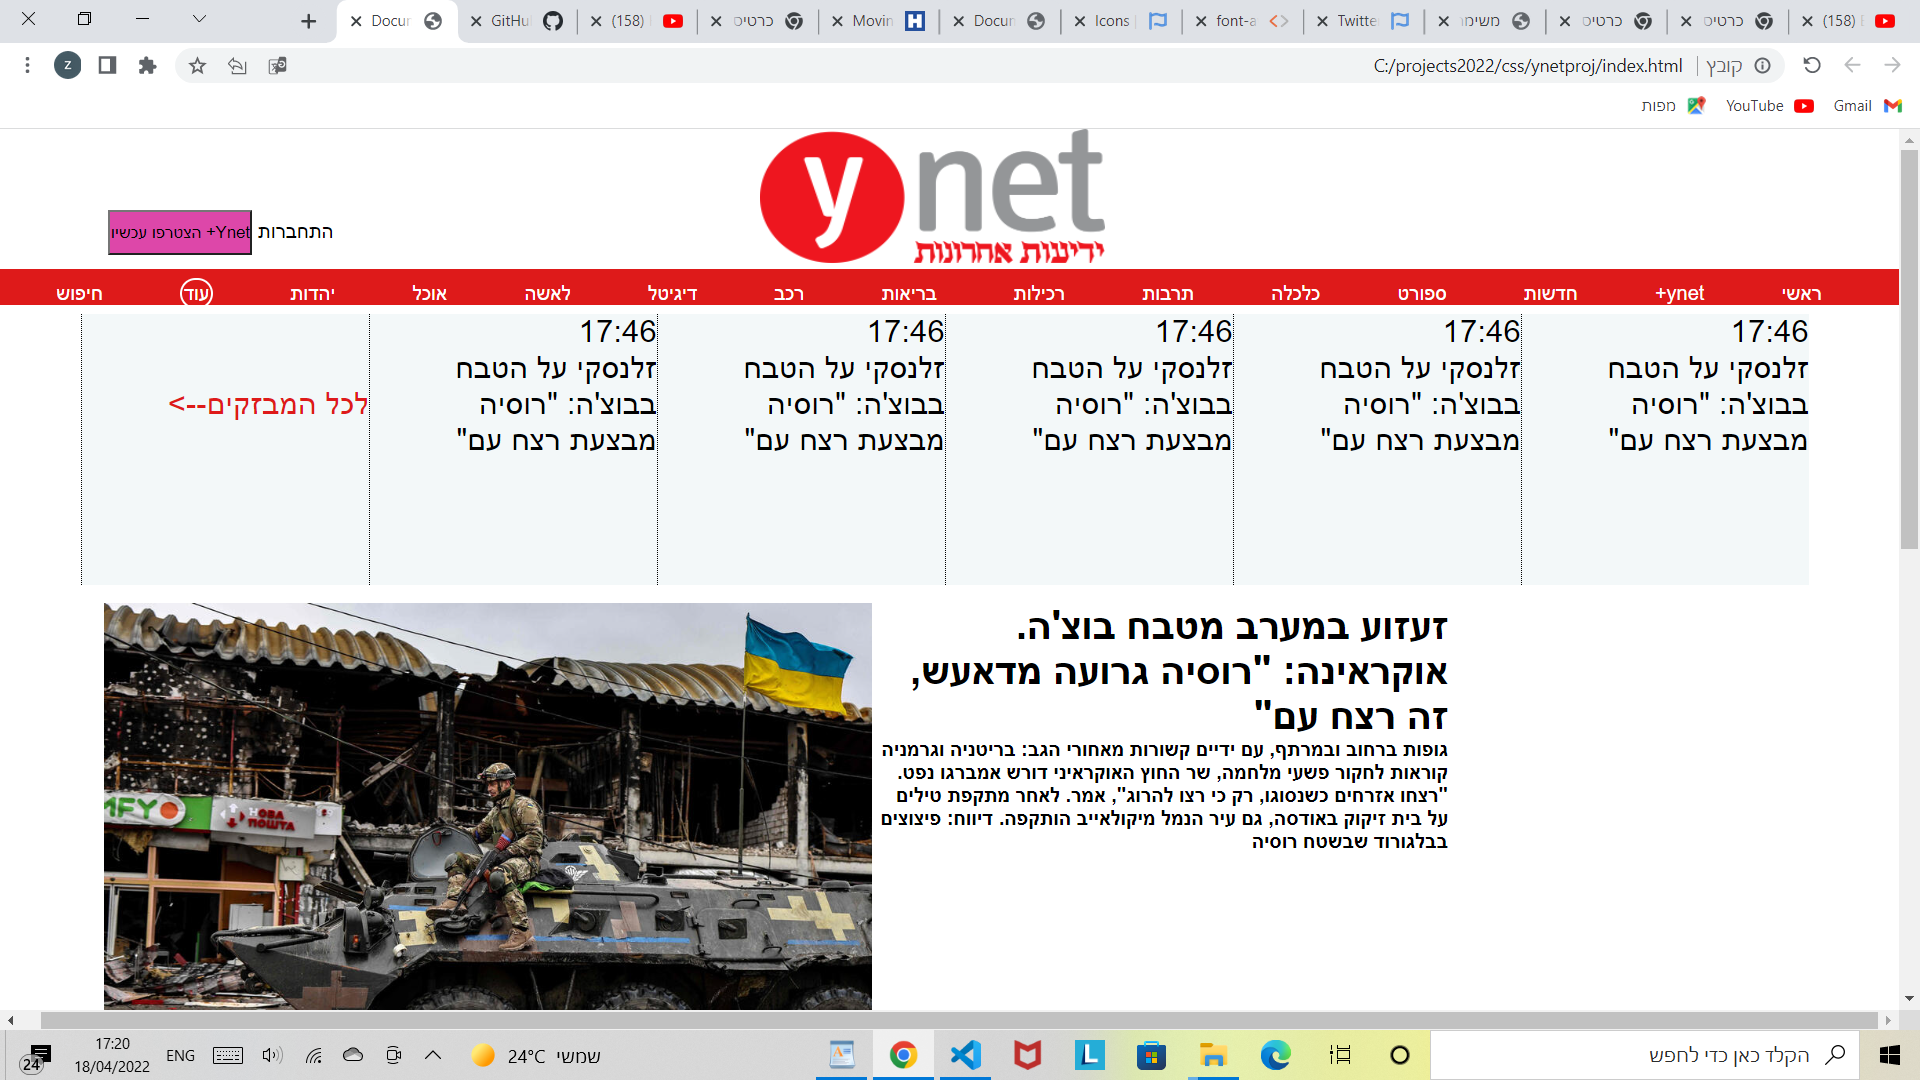 Docum
GitHu
(158)
כרטיס
Movin
Docum
Icons
font-a
Twitte
משימו
כרטיס
כרטיס
(158)
Z
קובץ
C:/projects2022/css/ynetproj/index.html
Gmail
YouTube
מפות
ynet
ידיעות אחרונות
התחברות
Ynet+ הצטרפו עכשיו
ראשי
ynet+
חדשות
ספורט
כלכלה
תרבות
רכילות
בריאות
רכב
דיגיטל
לאשה
אוכל
יהדות
עוד
חיפוש
17:46
זלנסקי על הטבח
בבוצ'ה: "רוסיה
מבצעת רצח עם"
17:46
זלנסקי על הטבח
בבוצ'ה: "רוסיה
מבצעת רצח עם"
17:46
זלנסקי על הטבח
בבוצ'ה: "רוסיה
מבצעת רצח עם"
17:46
זלנסקי על הטבח
בבוצ'ה: "רוסיה
מבצעת רצח עם"
17:46
זלנסקי על הטבח
בבוצ'ה: "רוסיה
מבצעת רצח עם"
לכל המבזקים-->
זעזוע במערב מטבח בוצ'ה.
אוקראינה: "רוסיה גרועה מדאעש,
זה רצח עם"
גופות ברחוב ובמרתף, עם ידיים קשורות מאחורי הגב: בריטניה וגרמניה
קוראות לחקור פשעי מלחמה, שר החוץ האוקראיני דורש אמברגו נפט.
"רצחו אזרחים כשנסוגו, רק כי רצו להרוג", אמר. לאחר מתקפת טילים
על בית זיקוק באודסה, גם עיר הנמל מיקולאייב הותקפה. דיווח: פיצוצים
בבלגורוד שבשטח רוסיה
MFY
НОВА
ПОШТА
הקלד כאן כדי לחפש
24°C שמשי
ENG
17:20
18/04/2022
24